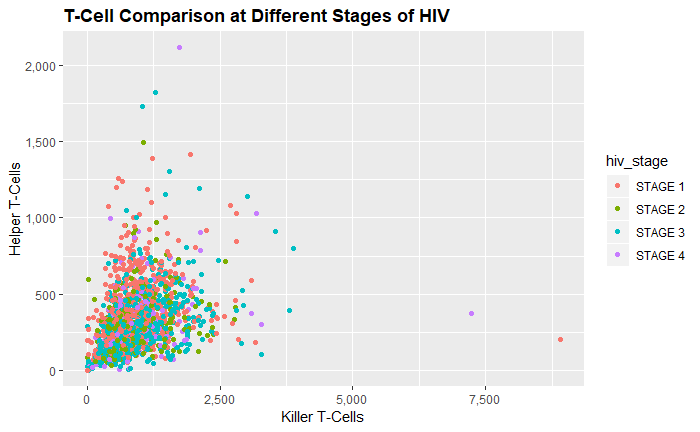 T-Cell Comparison at Different Stages of HIV
2,000
1,500
1,000
500
0
Helper T-Cells
0
2,500
5,000
7,500
Killer T-Cells
hiv_stage
STAGE 1
STAGE 2
STAGE 3
STAGE 4